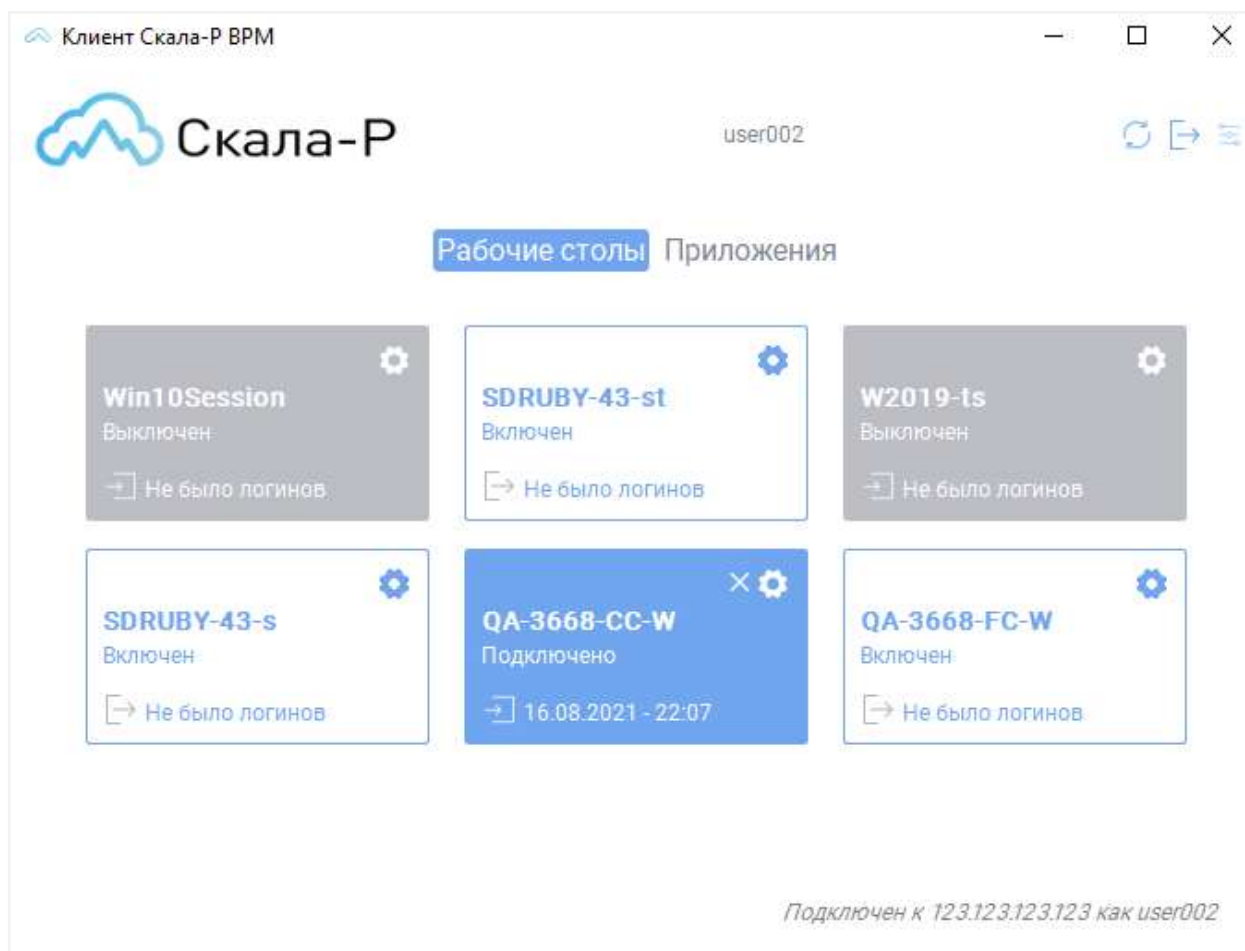 Клиент Скала-Р ВРМ
Скала-Р
user002
Рабочие столы Приложения
Win10Session
Выключен
Не было логинов
SDRUBY-43-st
Включен
Не было логинов
W2019-ts
Выключен
Не было логинов
SDRUBY-43-s
Включен
Не было логинов
QA-3668-CC-W
Подключено
16.08.2021 - 22:07
QA-3668-FC-W
Включен
Не было логинов
Подключен к 123.123.123.123 как user002